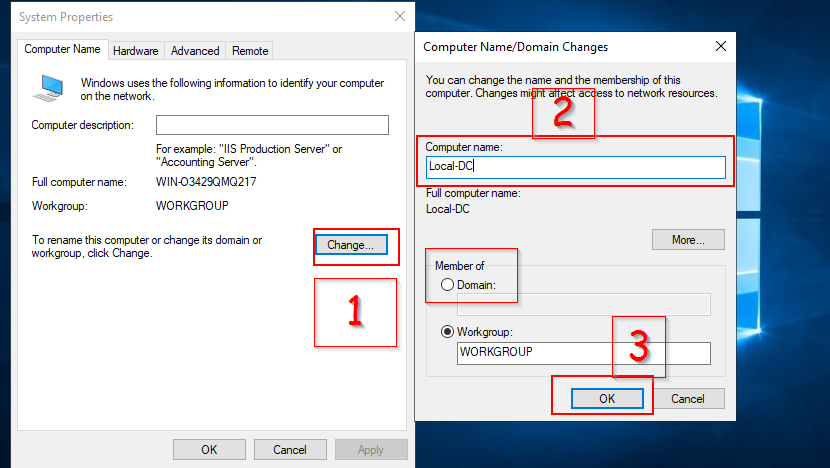 System Properties
Computer Name
Hardware
Advanced
Remote
Windows uses the following information to identify your computer
on the network.
Computer description:
For example: "IIS Production Server" or
"Accounting Server".
Full computer name:
WIN-O3429QMQ217
Workgroup:
WORKGROUP
To rename this computer or change its domain or
workgroup, click Change.
Change...
1
OK
Cancel
Apply
Computer Name/Domain Changes
You can change the name and the membership of this
computer. Changes might affect access to network resources.
2
Computer name:
Local-DC
Full computer name:
Local-DC
More...
Member of
Domain:
Workgroup:
WORKGROUP
3
OK
Cancel